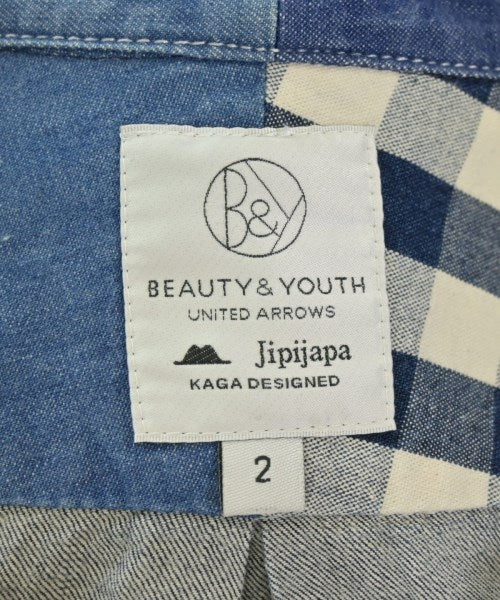 B&Y
BEAUTY & YOUTH
UNITED ARROWS
Jipijapa
KAGA DESIGNED
2